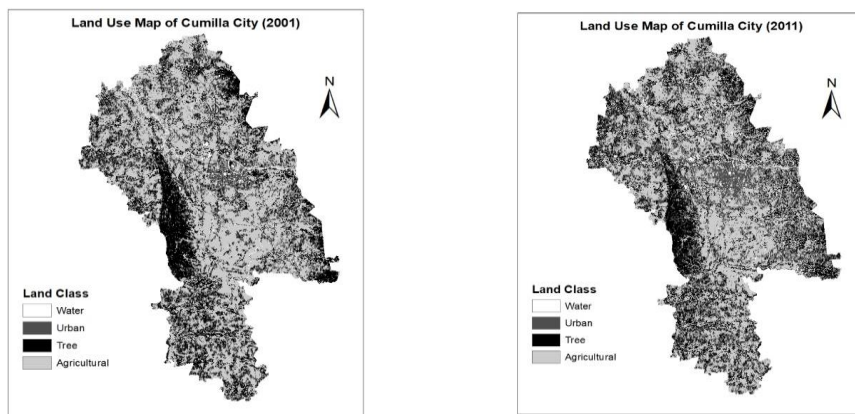 Land Use Map of Cumilla City (2001)
N
Land Class
Water
Urban
Tree
Agricultural
Land Use Map of Cumilla City (2011)
N
Land Class
Water
Urban
Tree
Agricultural